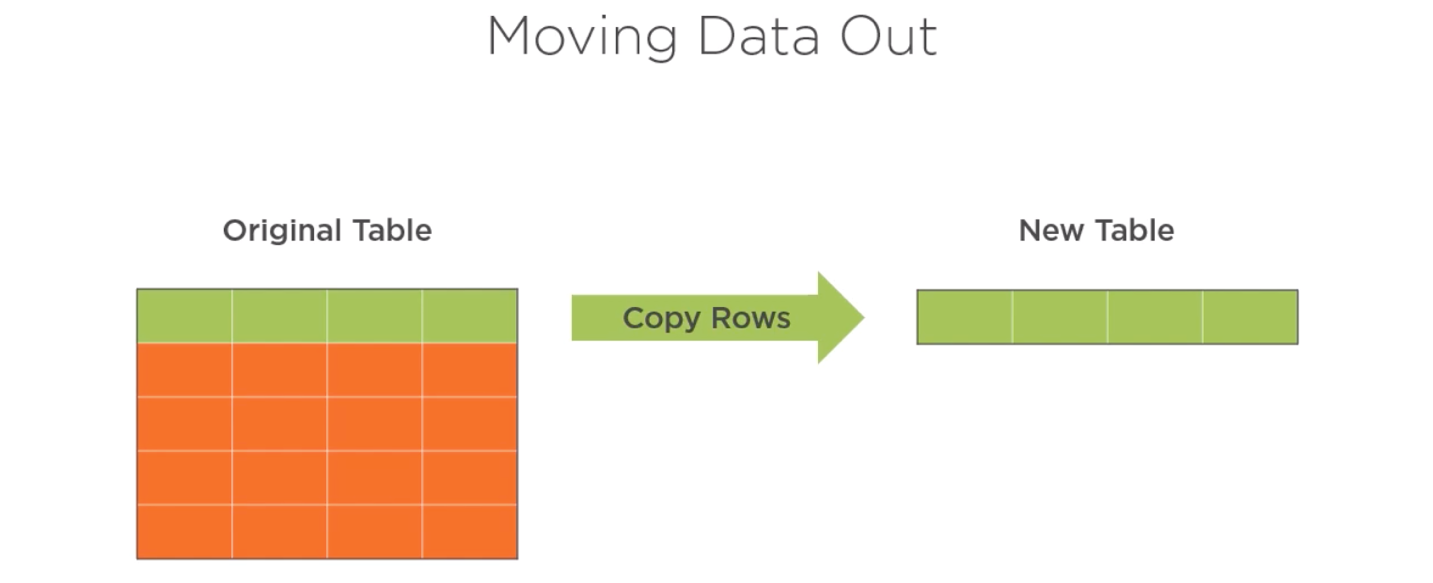 Moving Data Out
Original Table
New Table
Copy Rows